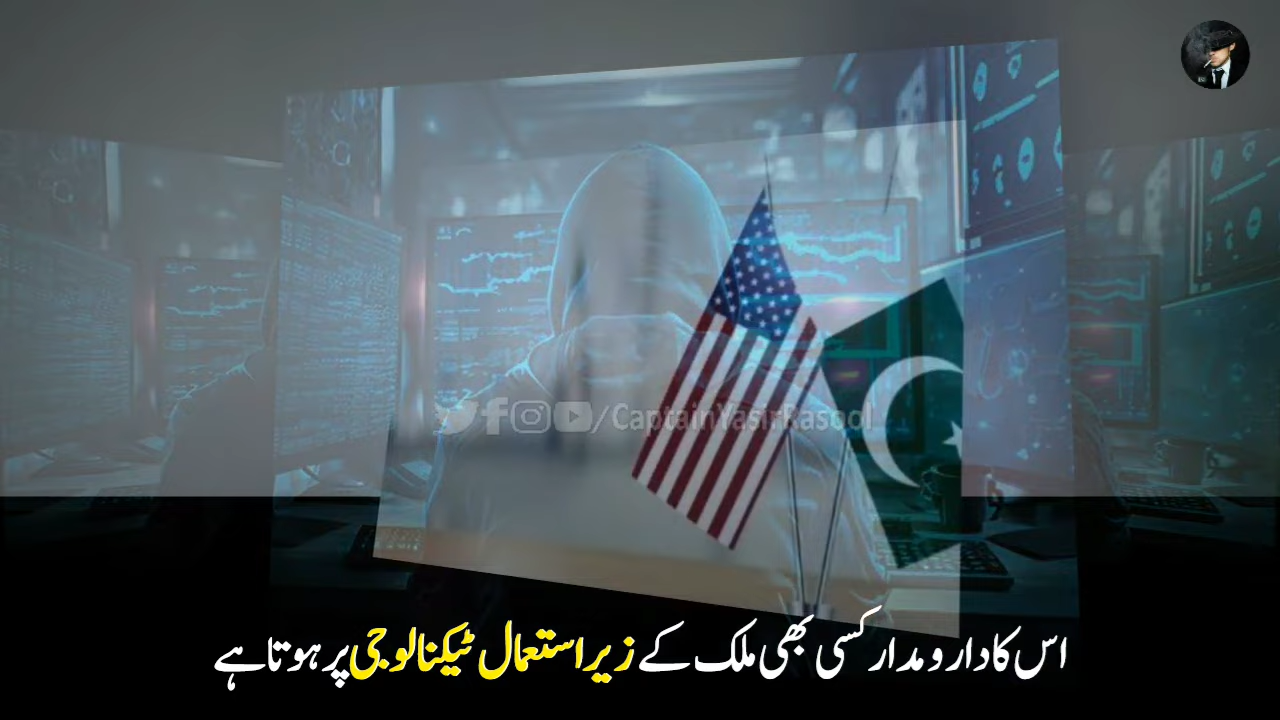 /CaptainYasirRasool
اس کا دارومدار کسی بھی ملک کے زیر استعمال ٹیکنالوجی پر ہوتا ہے